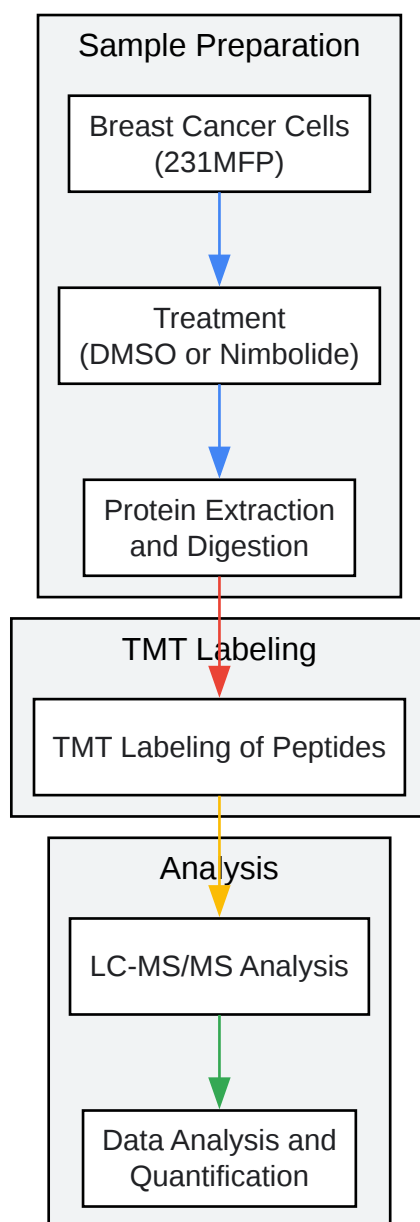 Sample Preparation
Breast Cancer Cells
(231MFP)
Treatment
(DMSO or Nimbolide)
Protein Extraction
and Digestion
TMT Labeling
TMT Labeling of Peptides
Analysis
LC-MS/MS Analysis
Data Analysis and
Quantification